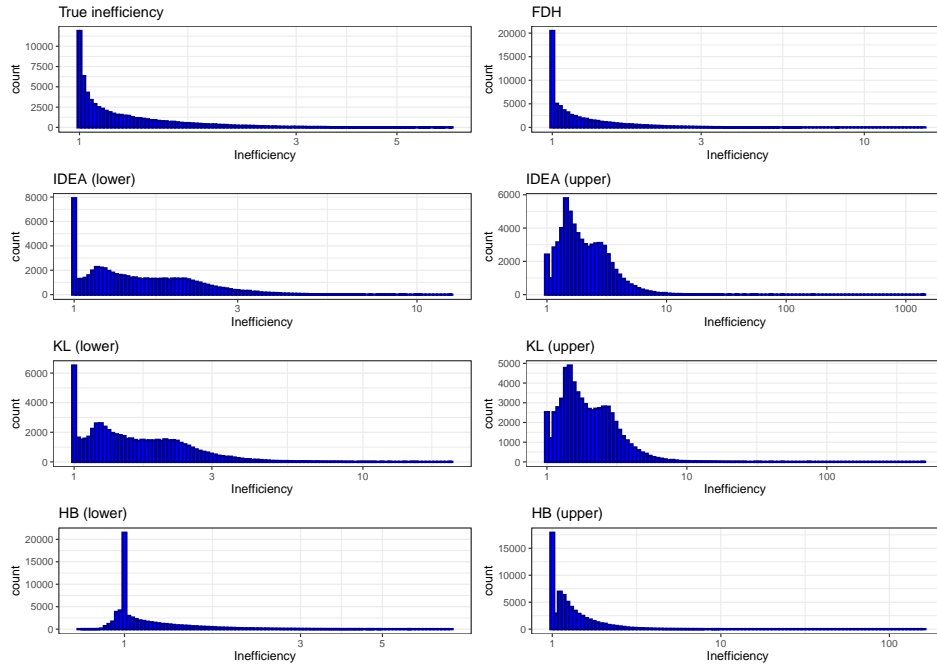 True inefficiency
count
10000
7500
5000
2500
0
1
3
5
Inefficiency
FDH
count
20000
15000
10000
5000
0
1
3
10
Inefficiency
IDEA (lower)
count
8000
6000
4000
2000
0
1
3
10
Inefficiency
IDEA (upper)
count
6000
4000
2000
0
1
10
100
1000
Inefficiency
KL (lower)
count
6000
4000
2000
0
1
3
10
Inefficiency
KL (upper)
count
5000
4000
3000
2000
1000
0
1
10
100
Inefficiency
HB (lower)
count
20000
15000
10000
5000
0
1
3
5
Inefficiency
HB (upper)
count
15000
10000
5000
0
1
10
100
Inefficiency